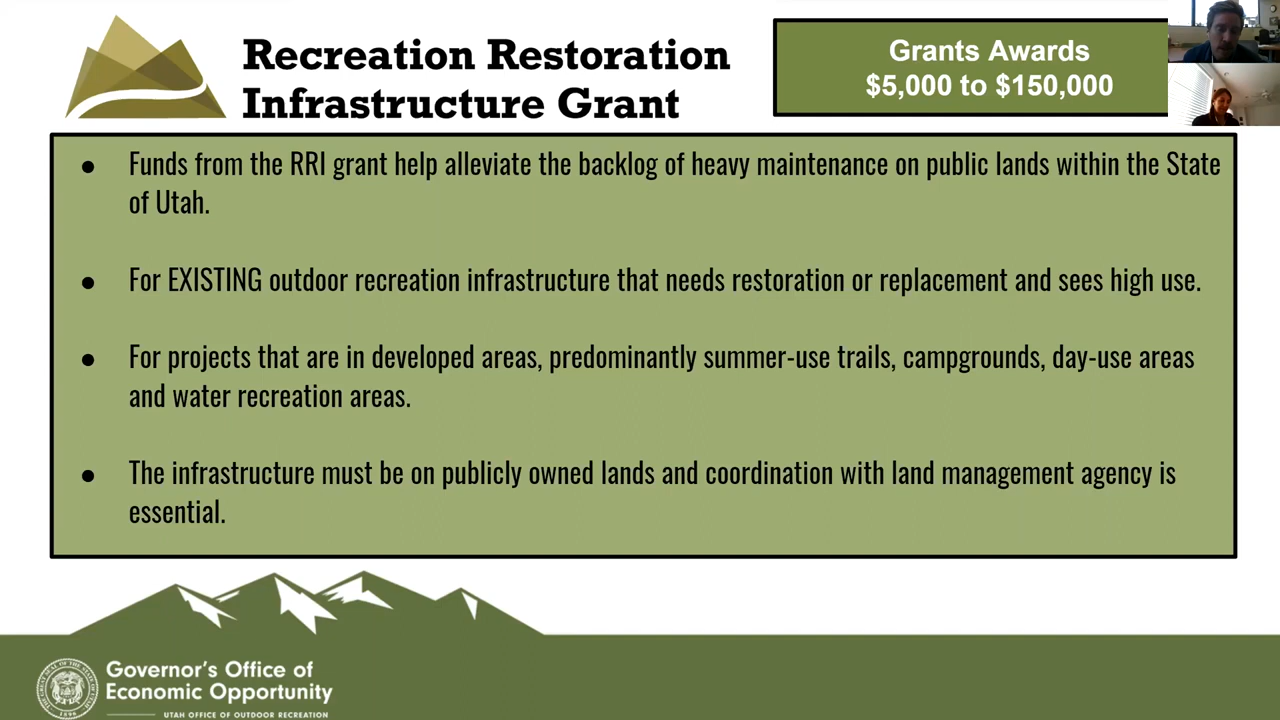 Recreation Restoration
Infrastructure Grant
Grants Awards
$5,000 to $150,000
● Funds from the RRI grant help alleviate the backlog of heavy maintenance on public lands within the State
of Utah.
● For EXISTING outdoor recreation infrastructure that needs restoration or replacement and sees high use.
● For projects that are in developed areas, predominantly summer-use trails, campgrounds, day-use areas
and water recreation areas.
● The infrastructure must be on publicly owned lands and coordination with land management agency is
essential.
Governor's Office of
Economic Opportunity
UTAH OFFICE OF OUTDOOR RECREATION